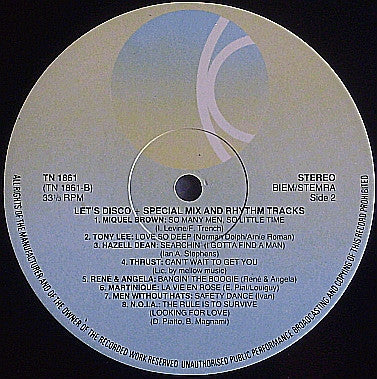 TN 1861
(TN 1861-B)
33⅓ RPM
STEREO
BIEM/STEMRA
Side 2
LET'S DISCO - SPECIAL MIX AND RHYTHM TRACKS
1. MIQUEL BROWN: SO MANY MEN, SO LITTLE TIME
(I. Levine/F. Trench)
2. TONY LEE: LOVE SO DEEP (Norman Delph/Arnie Roman)
3. HAZELL DEAN: SEARCHIN' (I GOTTA FIND A MAN)
(Ian A. Stephens)
4. THRUST: CAN'T WAIT TO GET YOU
(Lic. by mellow music)
5. RENE & ANGELA: BANGIN' THE BOOGIE (René & Angela)
6. MARTINIQUE: LA VIE EN ROSE (E. Piaf/Louiguy)
7. MEN WITHOUT HATS: SAFETY DANCE (Ivan)
8. N.O.I.A.: THE RULE IS TO SURVIVE
(LOOKING FOR LOVE)
(D. Piatto, B. Magnami)
ALL RIGHTS OF THE MANUFACTURER AND OF THE OWNER OF THE RECORDED WORK RESERVED. UNAUTHORISED PUBLIC PERFORMANCE, BROADCASTING AND COPYING OF THIS RECORD PROHIBITED.